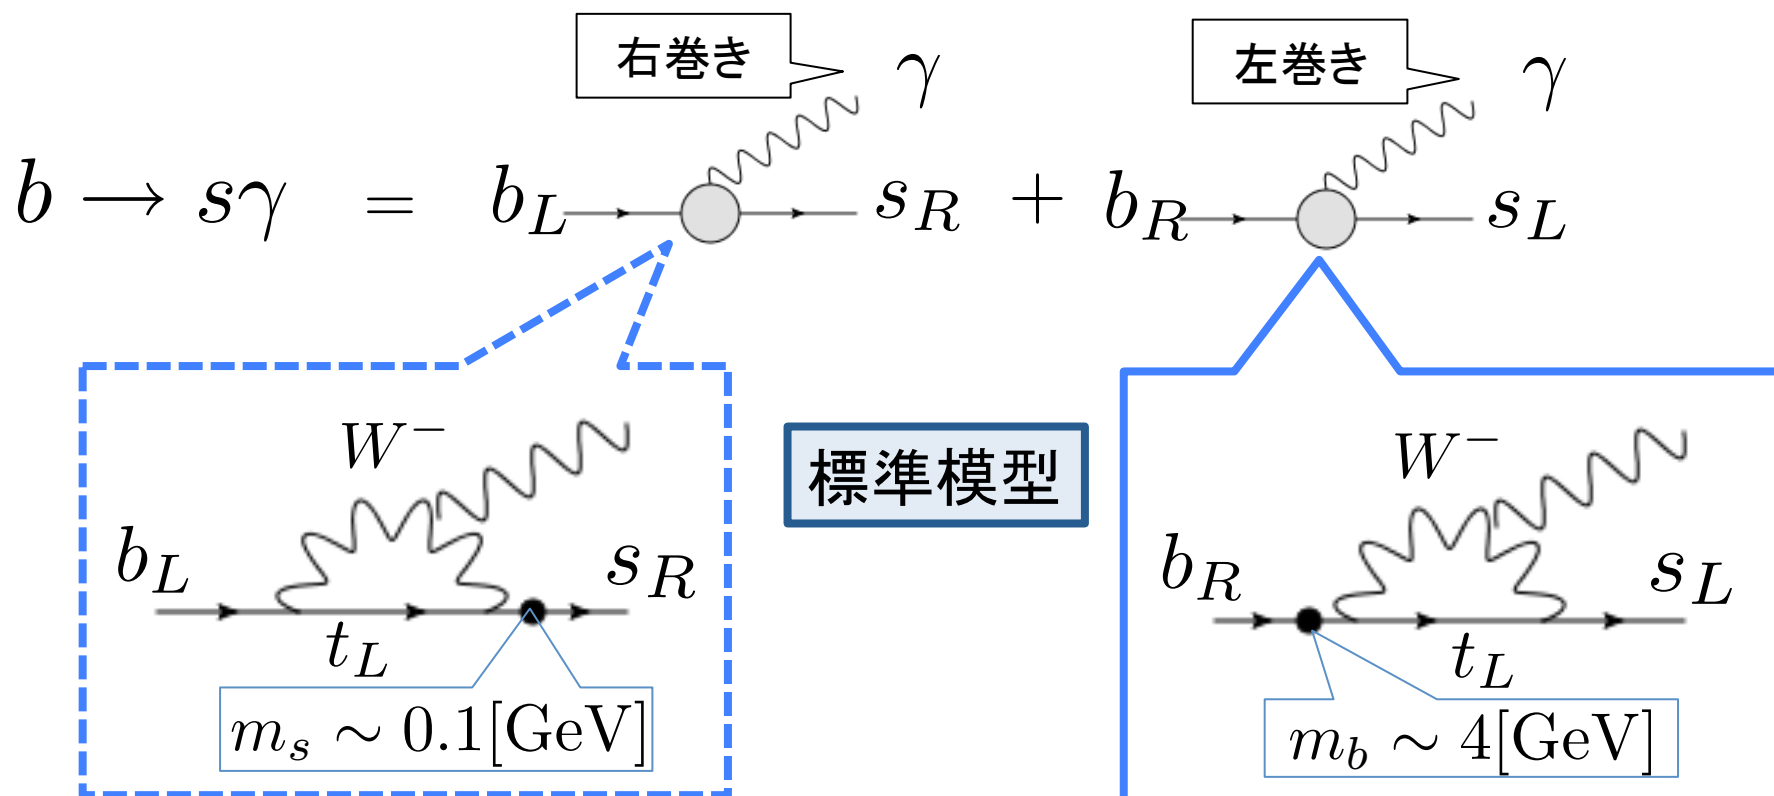 右巻き γ 左巻き γ
b → sγ = b_L s_R + b_R s_L
W⁻ W⁻
標準模型
b_L s_R b_R s_L
t_L t_L
m_s ∼ 0.1[GeV] m_b ∼ 4[GeV]